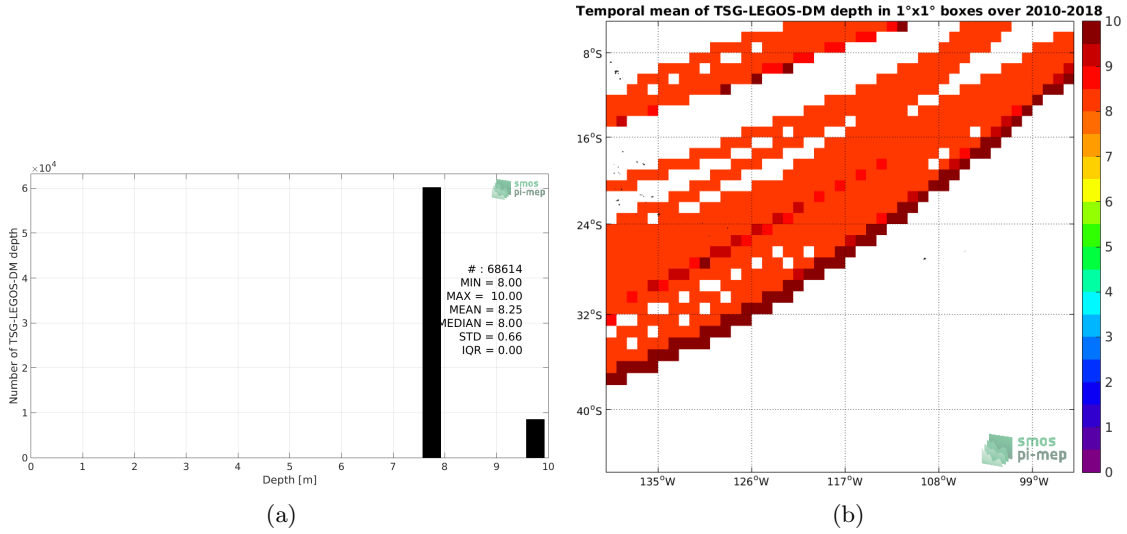 Temporal mean of TSG-LEGOS-DM depth in 1°x1° boxes over 2010-2018
×10⁴
6
5
4
3
2
1
0
Number of TSG-LEGOS-DM depth
smos
pi-mep
# : 68614
MIN = 8.00
MAX = 10.00
MEAN = 8.25
MEDIAN = 8.00
STD = 0.66
IQR = 0.00
0 1 2 3 4 5 6 7 8 9 10
Depth [m]
(a)
8°S
16°S
24°S
32°S
40°S
135°W 126°W 117°W 108°W 99°W
smos
pi-mep
10
9
8
7
6
5
4
3
2
1
0
(b)